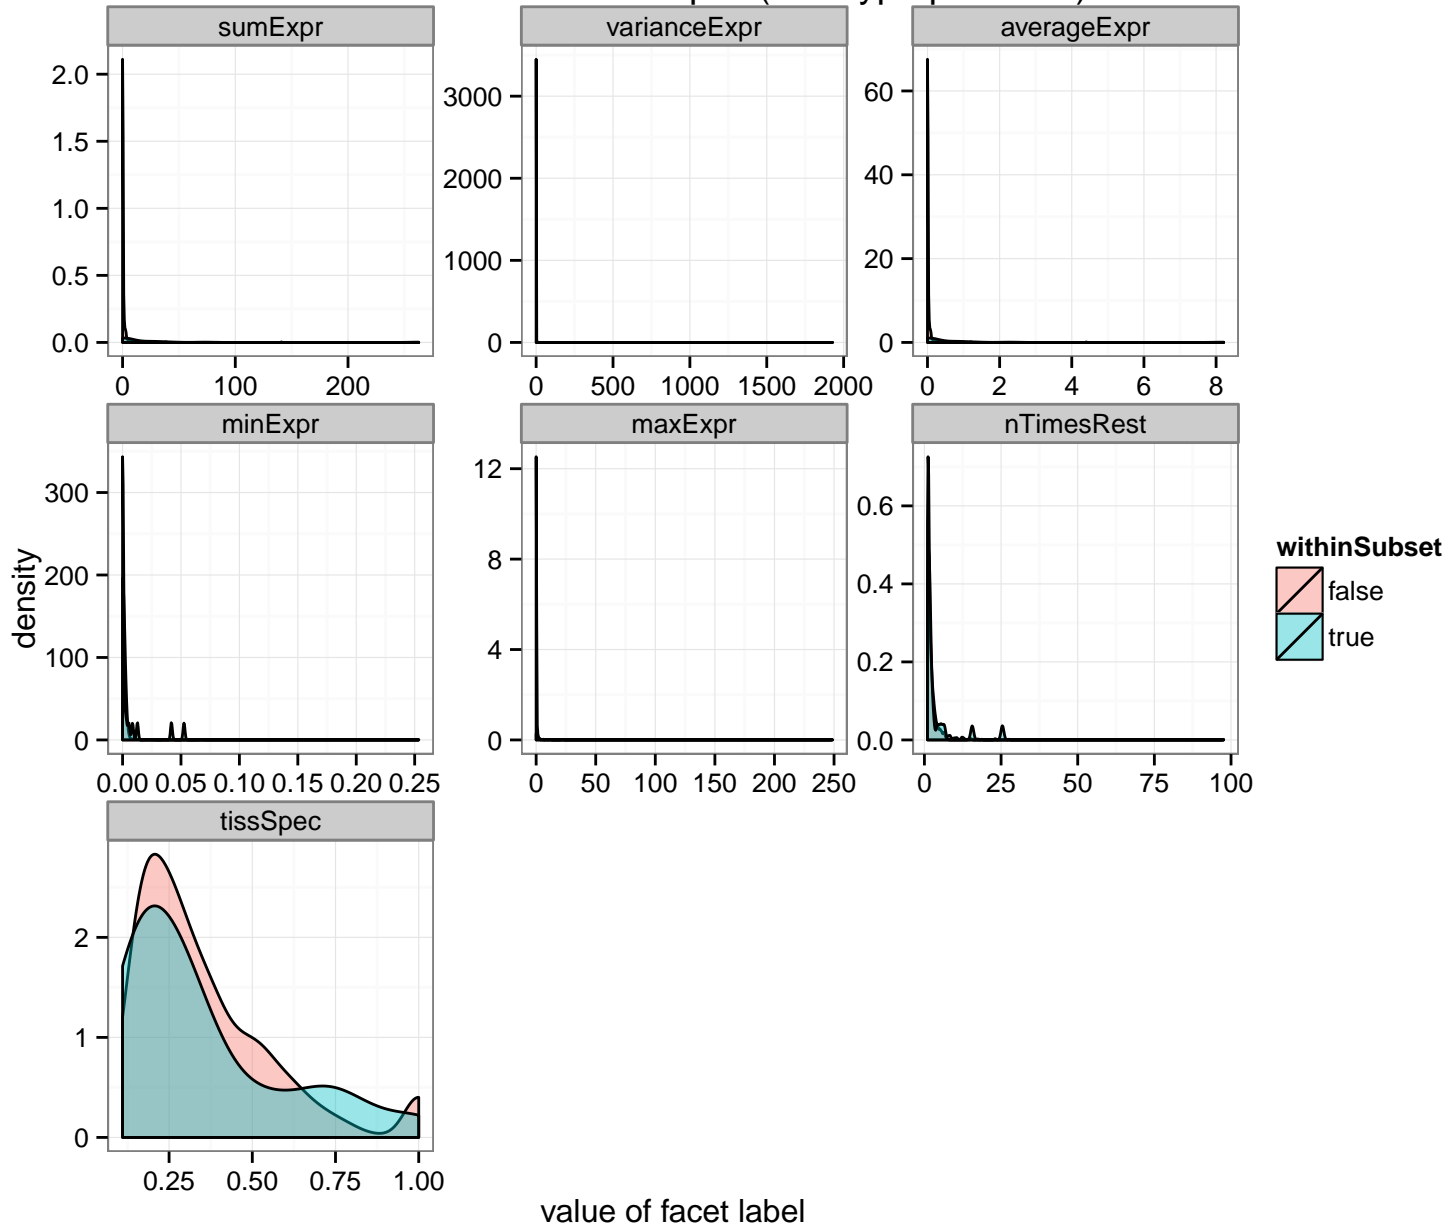 sumExpr varianceExpr averageExpr
2.0
1.5
1.0
0.5
0.0
0 100 200
3000
2000
1000
0
0 500 1000 1500 2000
60
40
20
0
0 2 4 6 8
minExpr maxExpr nTimesRest
density
300
200
100
0
0.00 0.05 0.10 0.15 0.20 0.25
12
8
4
0
0 50 100 150 200 250
0.6
0.4
0.2
0.0
0 25 50 75 100
withinSubset
false
true
tissSpec
2
1
0
0.25 0.50 0.75 1.00
value of facet label